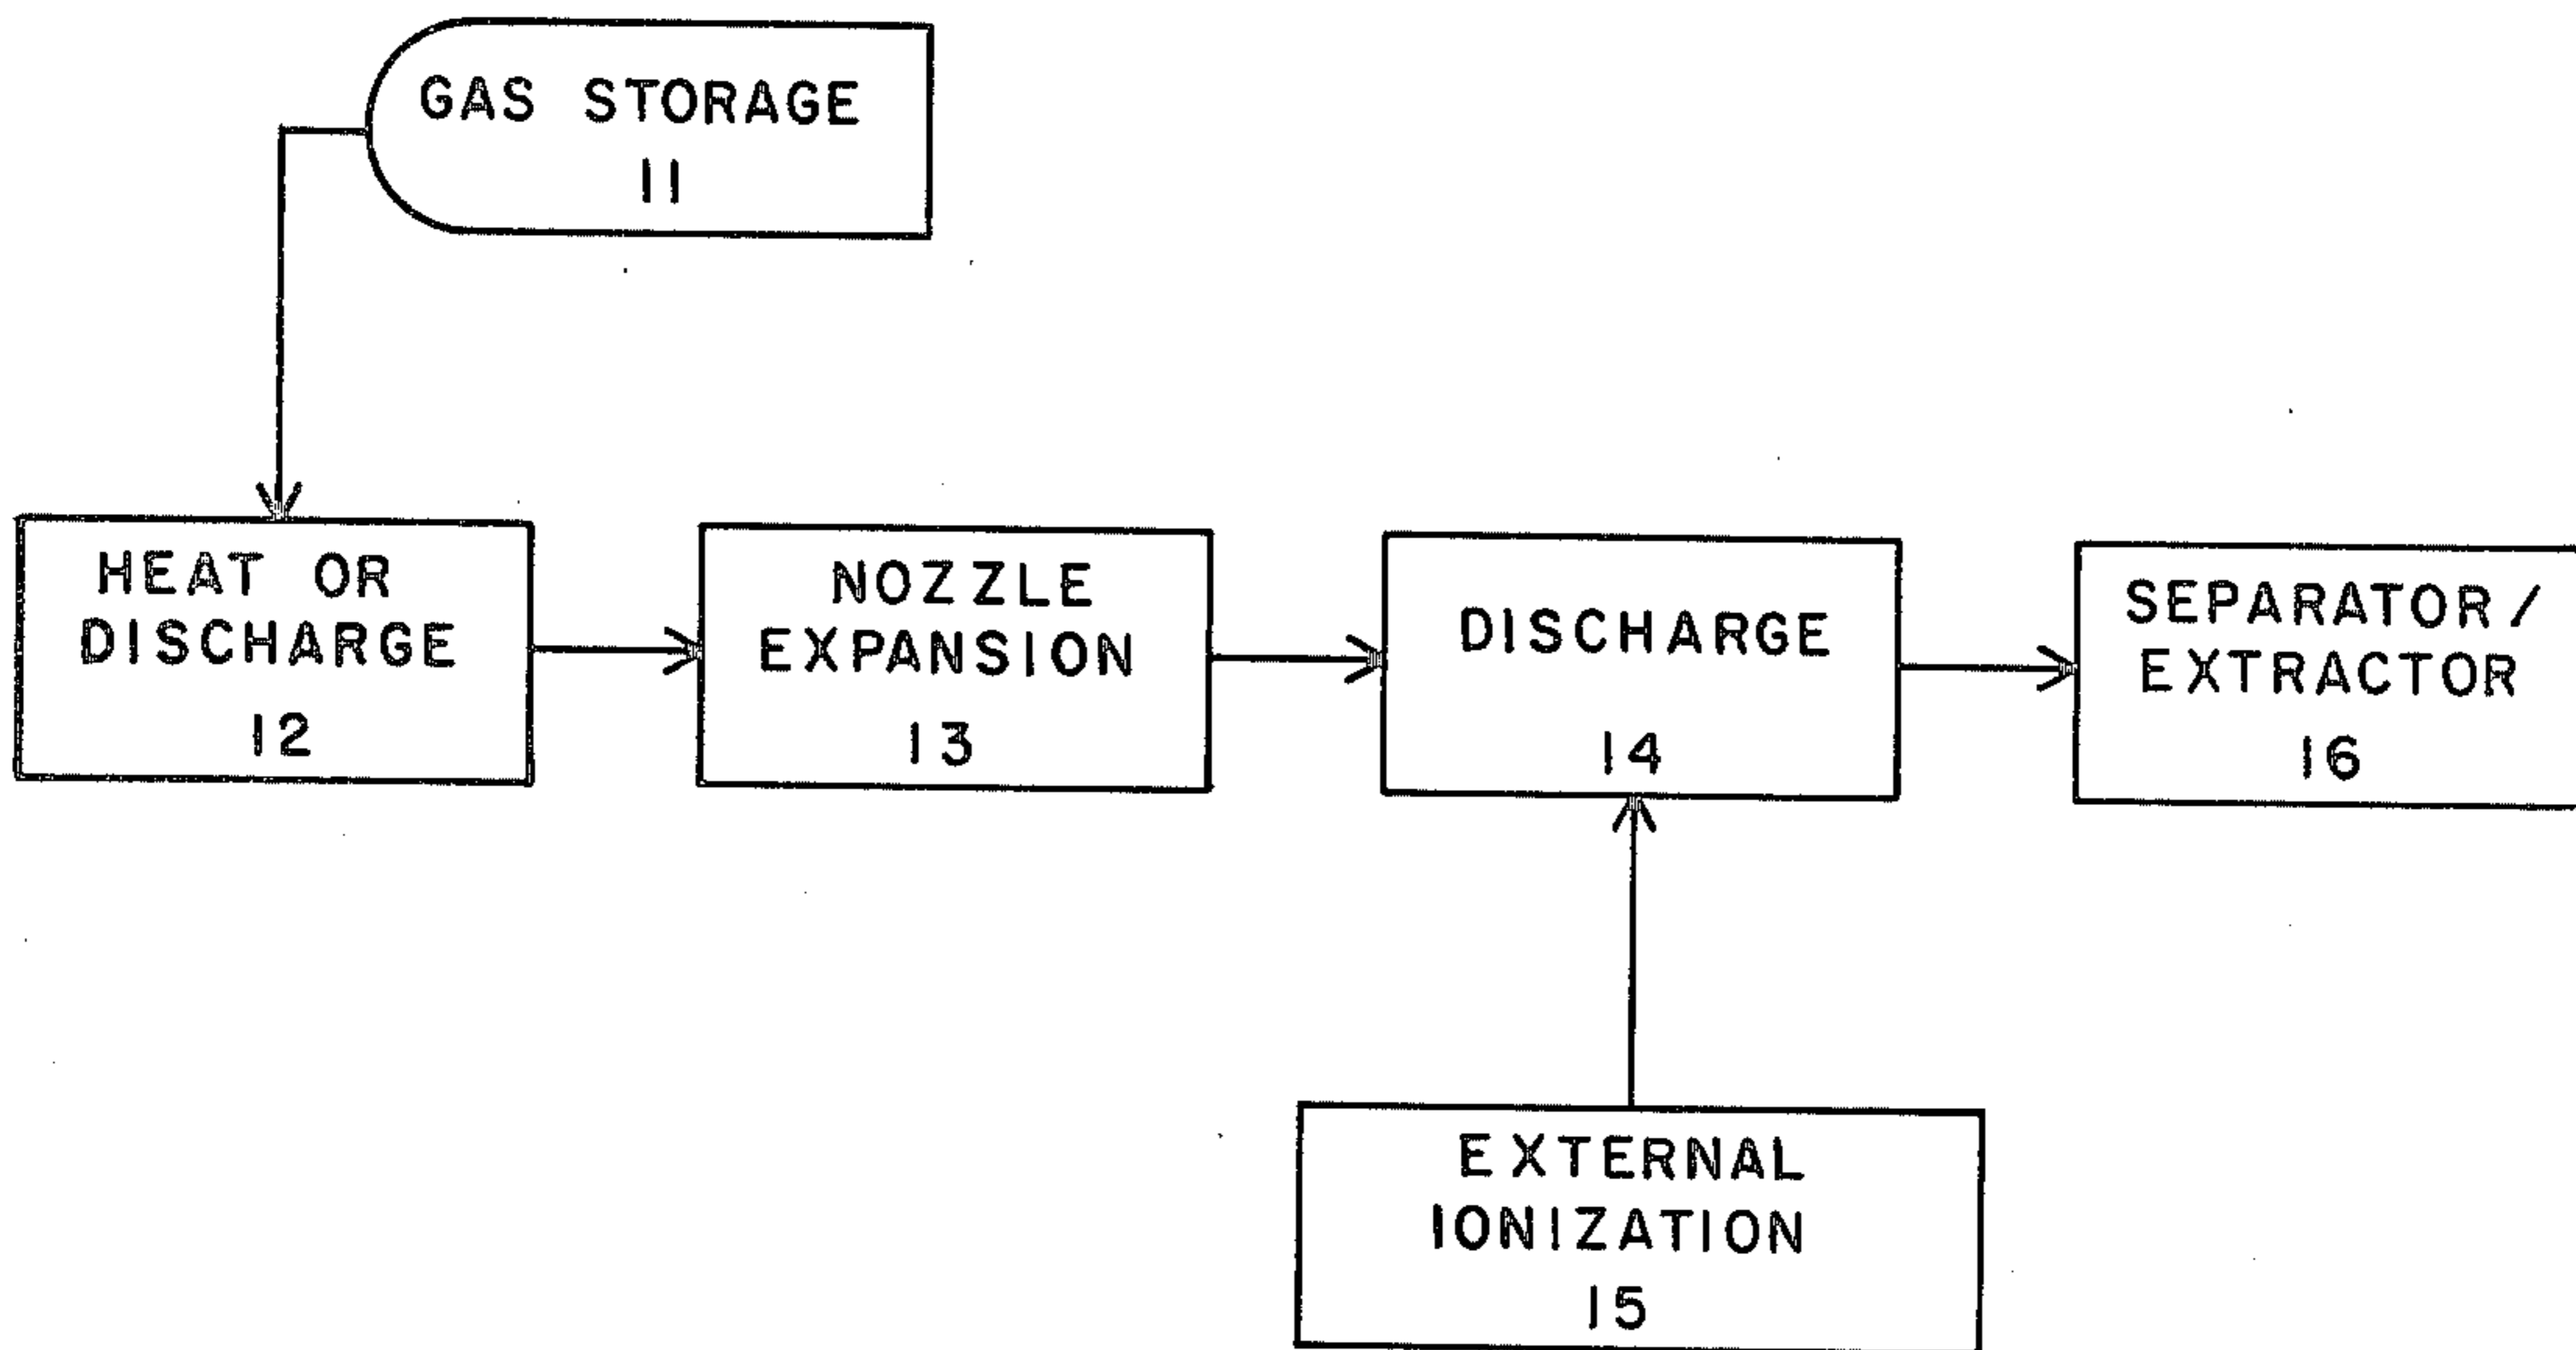 GAS STORAGE
11
HEAT OR
DISCHARGE
12
NOZZLE
EXPANSION
13
DISCHARGE
14
SEPARATOR/
EXTRACTOR
16
EXTERNAL
IONIZATION
15